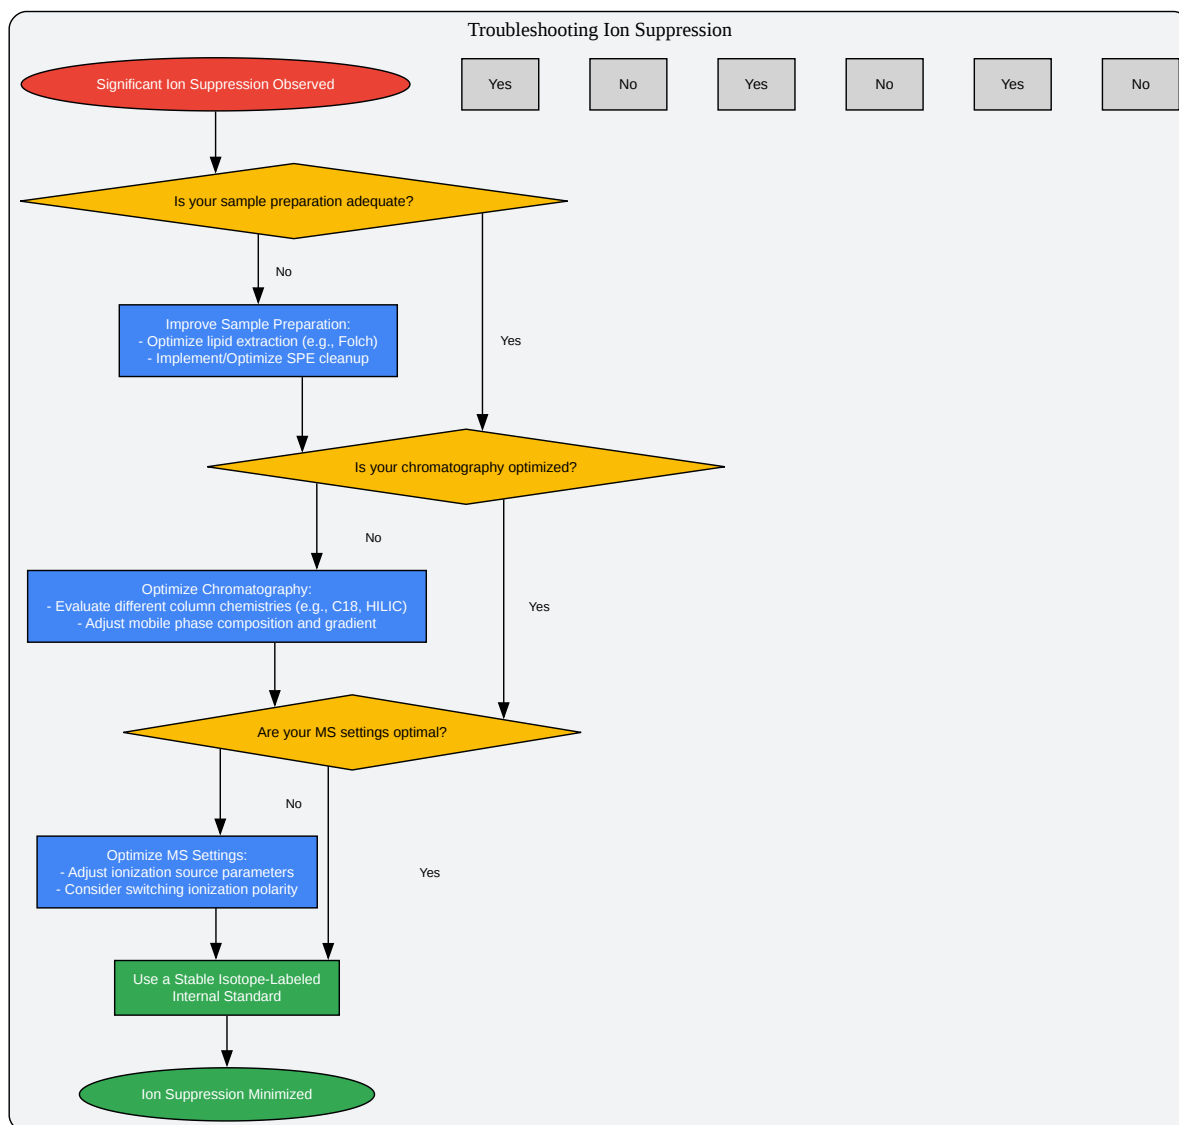 Troubleshooting Ion Suppression
Significant Ion Suppression Observed
Yes
No
Yes
No
Yes
No
Is your sample preparation adequate?
No
Improve Sample Preparation:
- Optimize lipid extraction (e.g., Folch)
- Implement/Optimize SPE cleanup
Yes
Is your chromatography optimized?
No
Optimize Chromatography:
- Evaluate different column chemistries (e.g., C18, HILIC)
- Adjust mobile phase composition and gradient
Yes
Are your MS settings optimal?
No
Optimize MS Settings:
- Adjust ionization source parameters
- Consider switching ionization polarity
Yes
Use a Stable Isotope-Labeled
Internal Standard
Ion Suppression Minimized